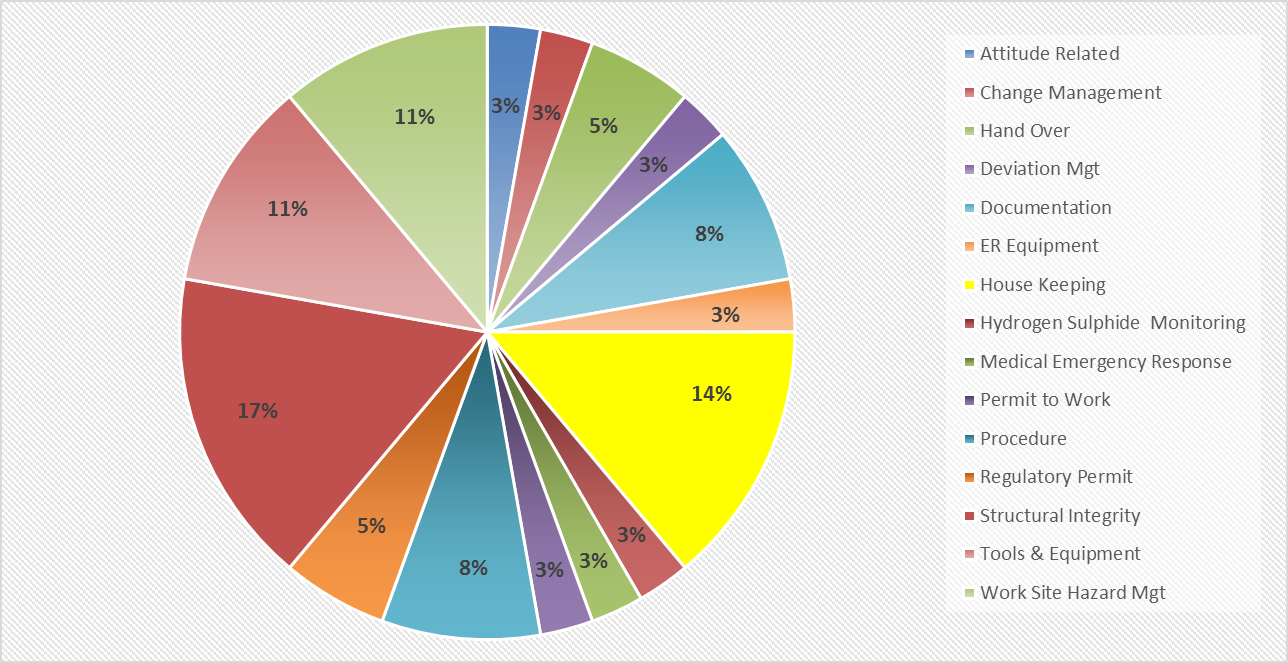 3%
3%
5%
3%
8%
3%
14%
3%
3%
3%
8%
5%
17%
11%
11%
Attitude Related
Change Management
Hand Over
Deviation Mgt
Documentation
ER Equipment
House Keeping
Hydrogen Sulphide  Monitoring
Medical Emergency Response
Permit to Work
Procedure
Regulatory Permit
Structural Integrity
Tools & Equipment
Work Site Hazard Mgt